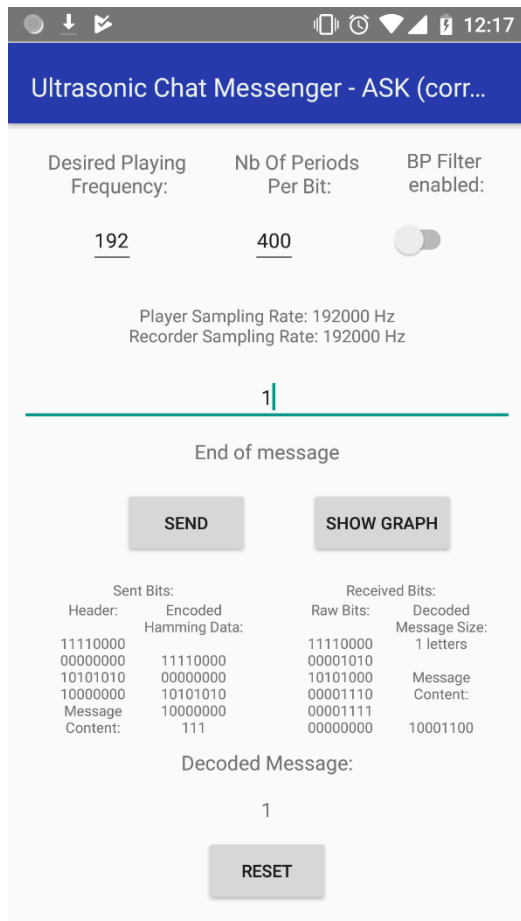 12:17
Ultrasonic Chat Messenger - ASK (corr...
Desired Playing
Frequency:
192
Nb Of Periods
Per Bit:
400
BP Filter
enabled:
Player Sampling Rate: 192000 Hz
Recorder Sampling Rate: 192000 Hz
1
End of message
SEND
SHOW GRAPH
Sent Bits:
Header:
11110000
00000000
10101010
10000000
Message
Content:
Encoded
Hamming Data:
11110000
00000000
10101010
10000000
111
Received Bits:
Raw Bits:
11110000
00001010
10101000
00001110
00001111
00000000
Decoded
Message Size:
1 letters
Message
Content:
10001100
Decoded Message:
1
RESET